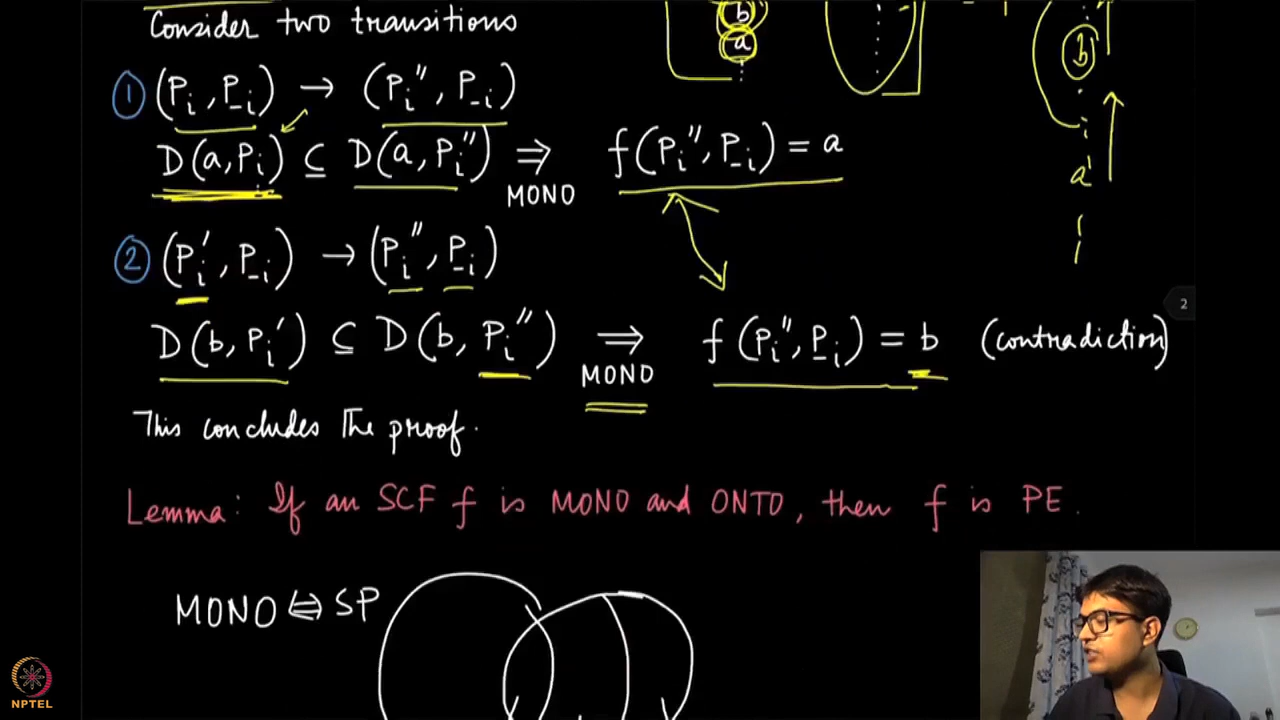 Consider two transitions
b
a
b
a
① (Pi, P-i) → (Pi'', P-i)
D(a, Pi) ⊆ D(a, Pi'') ⇒ f(Pi'', P-i) = a
MONO
② (Pi', P-i) → (Pi'', P-i)
2
D(b, Pi') ⊆ D(b, Pi'') ⇒ f(Pi'', P-i) = b (contradiction)
MONO
This concludes the proof.
Lemma: If an SCF f is MONO and ONTO, then f is PE.
MONO ⇔ SP
NPTEL